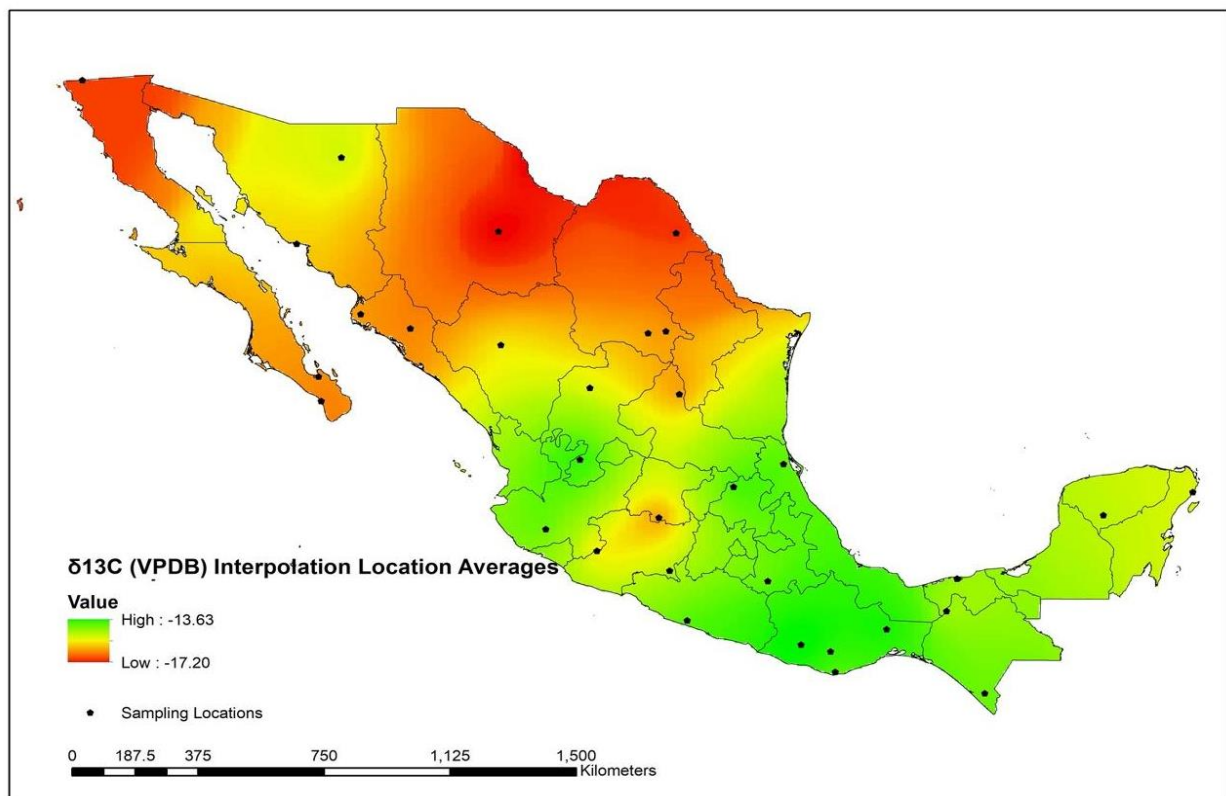 δ13C (VPDB) Interpolation Location Averages
Value
High : -13.63
Low : -17.20
Sampling Locations
0 187.5 375 750 1,125 1,500
Kilometers